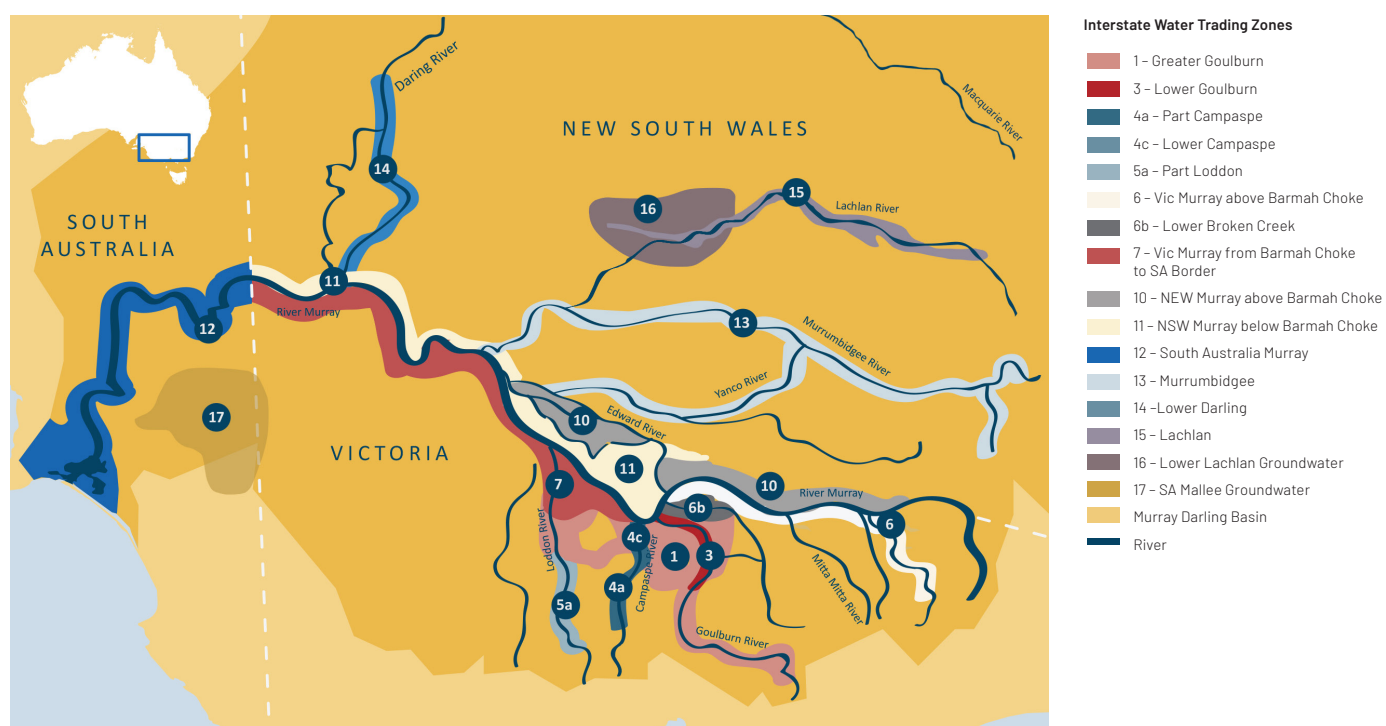 Daring River
NEW SOUTH WALES
Macquarie River
14
16
15
Lachlan River
SOUTH
AUSTRALIA
11
River Murray
12
13
Murrumbidgee River
Yanco River
17
10
Edward River
VICTORIA
11
7
10
River Murray
6b
6
4c
Loddon River
Campaspe River
1
3
Mitta Mitta River
4a
5a
Goulburn River
Interstate Water Trading Zones
1 – Greater Goulburn
3 – Lower Goulburn
4a – Part Campaspe
4c – Lower Campaspe
5a – Part Loddon
6 – Vic Murray above Barmah Choke
6b – Lower Broken Creek
7 – Vic Murray from Barmah Choke
to SA Border
10 – NEW Murray above Barmah Choke
11 – NSW Murray below Barmah Choke
12 – South Australia Murray
13 – Murrumbidgee
14 –Lower Darling
15 – Lachlan
16 – Lower Lachlan Groundwater
17 – SA Mallee Groundwater
Murray Darling Basin
River